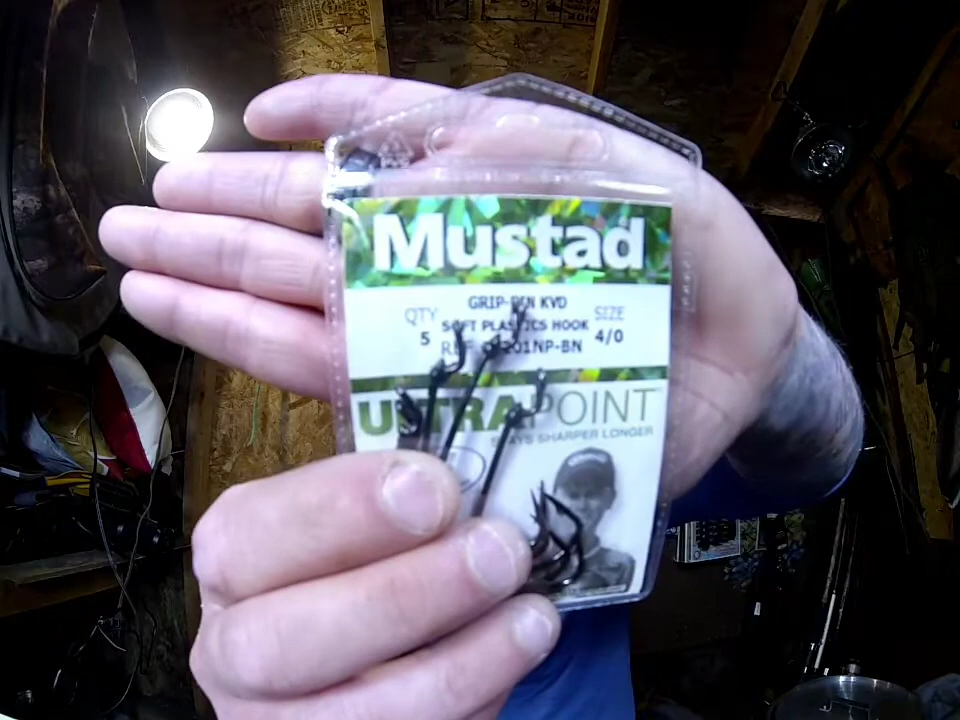 Mustad
GRIP-PIN KVD
QTY SOFT PLASTICS HOOK SIZE
5 4/0
ULTRAPOINT
STAYS SHARPER LONGER